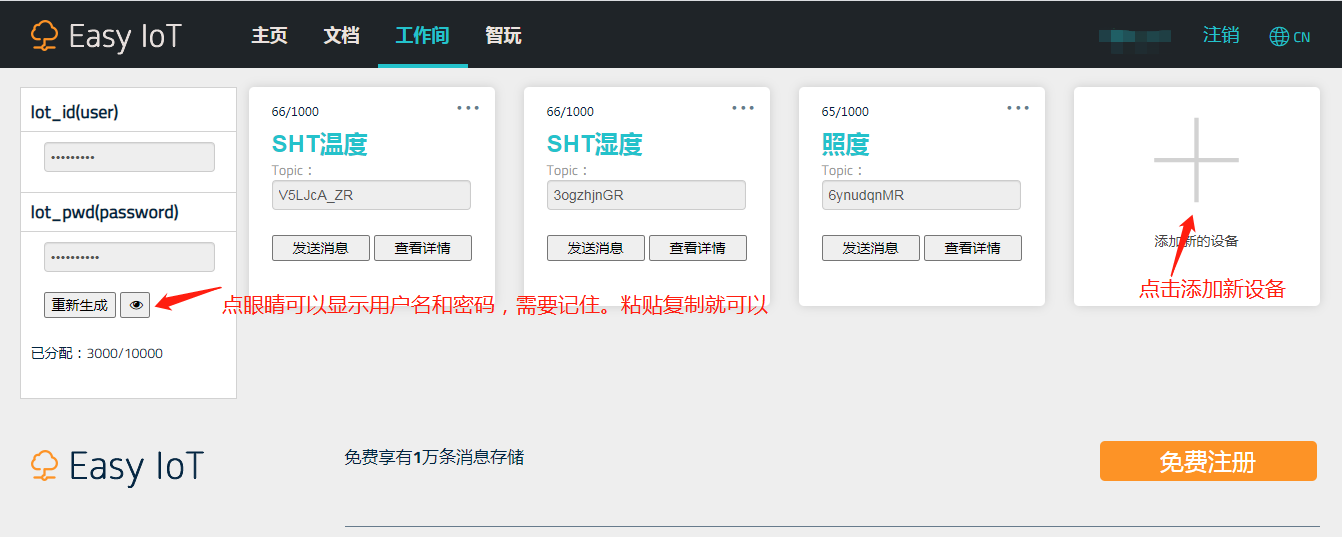 Easy IoT
主页
文档
工作间
智玩
注销
CN
Iot_id(user)
•••••••••
Iot_pwd(password)
••••••••••
重新生成
已分配：3000/10000
66/1000
•••
SHT温度
Topic：
V5LJcA_ZR
发送消息
查看详情
66/1000
•••
SHT湿度
Topic：
3ogzhjnGR
发送消息
查看详情
65/1000
•••
照度
Topic：
6ynudqnMR
发送消息
查看详情
添加新的设备
点击添加新设备
点眼睛可以显示用户名和密码，需要记住。粘贴复制就可以
Easy IoT
免费享有1万条消息存储
免费注册